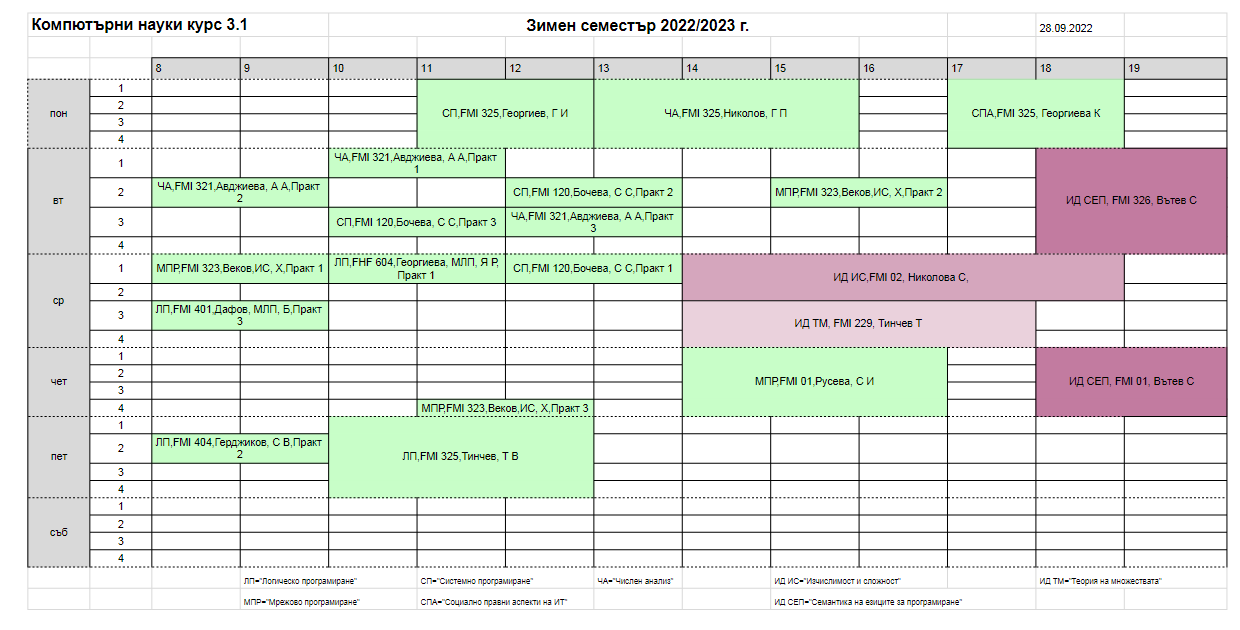 Компютърни науки курс 3.1
Зимен семестър 2022/2023 г.
28.09.2022
8 9 10 11 12 13 14 15 16 17 18 19
пон
1
2
3
4
СП,FMI 325,Георгиев, Г И
ЧА,FMI 325,Николов, Г П
СПА,FMI 325, Георгиева К
вт
1
ЧА,FMI 321,Авджиева, А А,Практ
1
2
ЧА,FMI 321,Авджиева, А А,Практ
2
СП,FMI 120,Бочева, С С,Практ 2
МПР,FMI 323,Веков,ИС, Х,Практ 2
ИД СЕП, FMI 326, Вътев С
3
СП,FMI 120,Бочева, С С,Практ 3
ЧА,FMI 321,Авджиева, А А,Практ
3
4
ср
1
МПР,FMI 323,Веков,ИС, Х,Практ 1
ЛП,FHF 604,Георгиева, МЛП, Я Р,
Практ 1
СП,FMI 120,Бочева, С С,Практ 1
ИД ИС,FMI 02, Николова С,
2
3
ЛП,FMI 401,Дафов, МЛП, Б,Практ
3
ИД ТМ, FMI 229, Тинчев Т
4
чет
1
2
3
МПР,FMI 01,Русева, С И
ИД СЕП, FMI 01, Вътев С
4
МПР,FMI 323,Веков,ИС, Х,Практ 3
пет
1
2
ЛП,FMI 404,Герджиков, С В,Практ
2
ЛП,FMI 325,Тинчев, Т В
3
4
съб
1
2
3
4
ЛП="Логическо програмиране"
СП="Системно програмиране"
ЧА="Числен анализ"
ИД ИС="Изчислимост и сложност"
ИД ТМ="Теория на множествата"
МПР="Мрежово програмиране"
СПА="Социално правни аспекти на ИТ"
ИД СЕП="Семантика на езиците за програмиране"